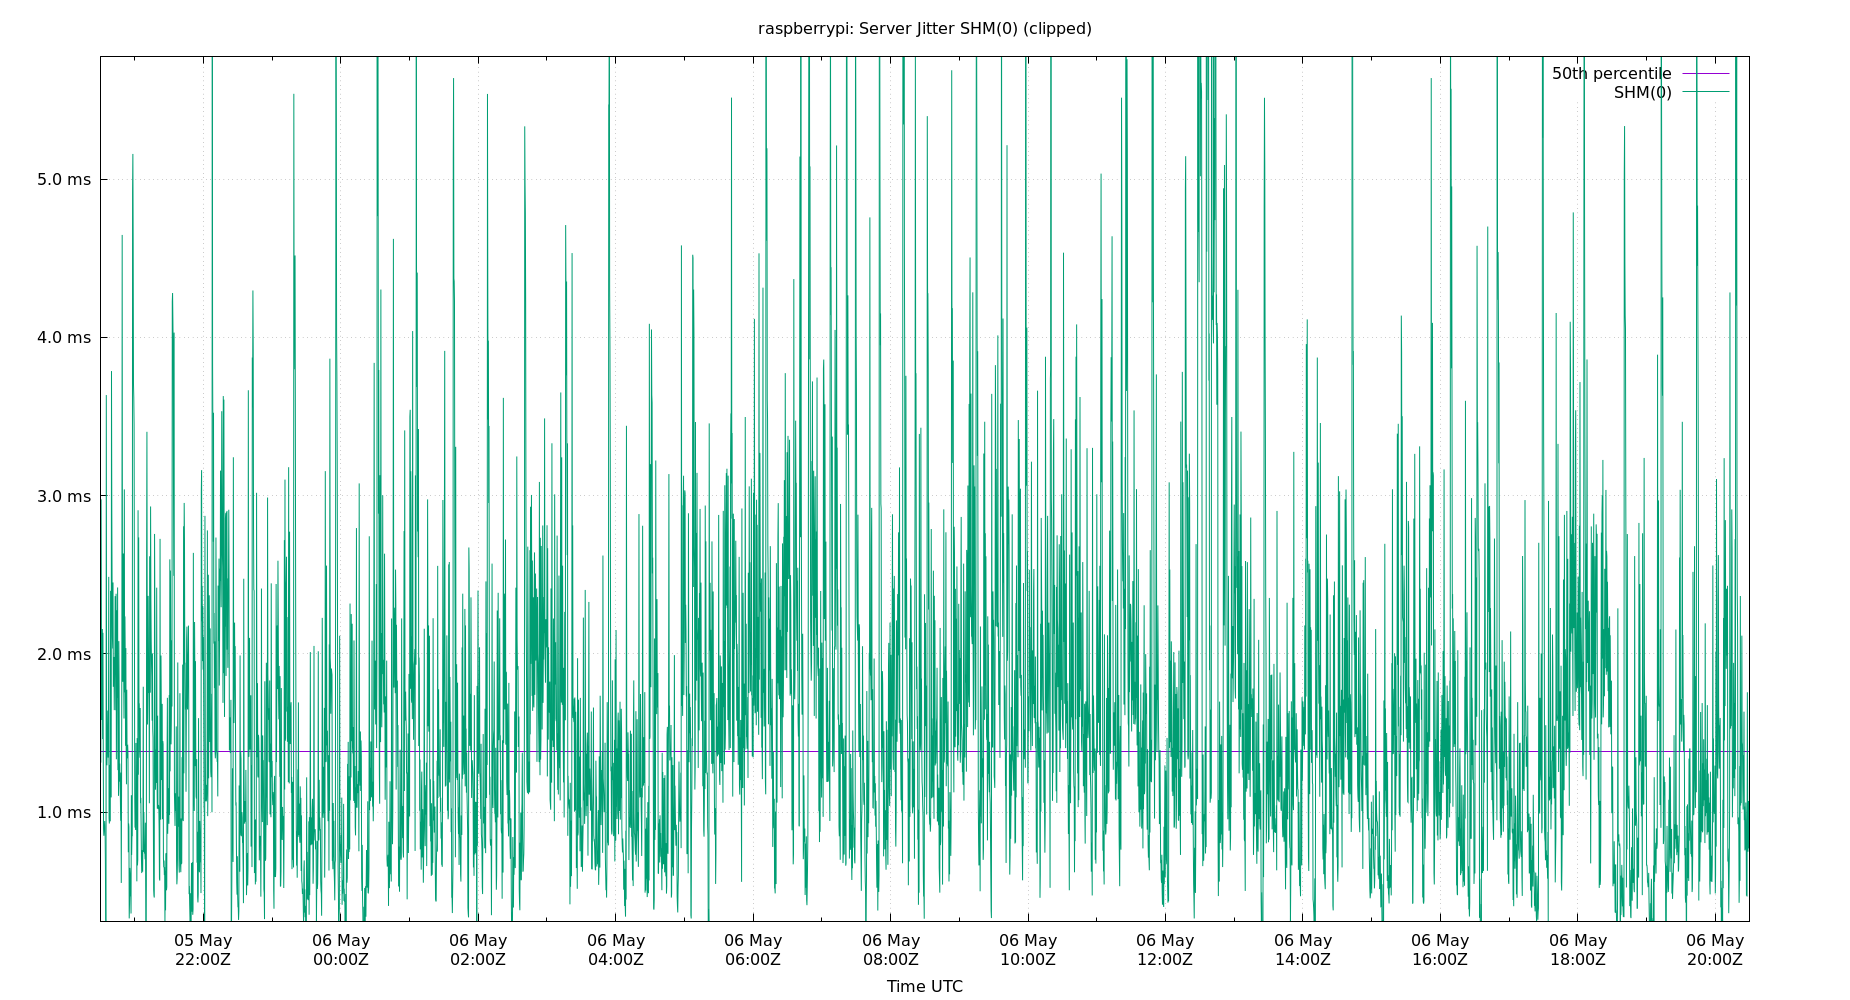 raspberrypi: Server Jitter SHM(0) (clipped)
50th percentile
SHM(0)
5.0 ms
4.0 ms
3.0 ms
2.0 ms
1.0 ms
05 May 06 May 06 May 06 May 06 May 06 May 06 May 06 May 06 May 06 May 06 May 06 May
22:00Z 00:00Z 02:00Z 04:00Z 06:00Z 08:00Z 10:00Z 12:00Z 14:00Z 16:00Z 18:00Z 20:00Z
Time UTC